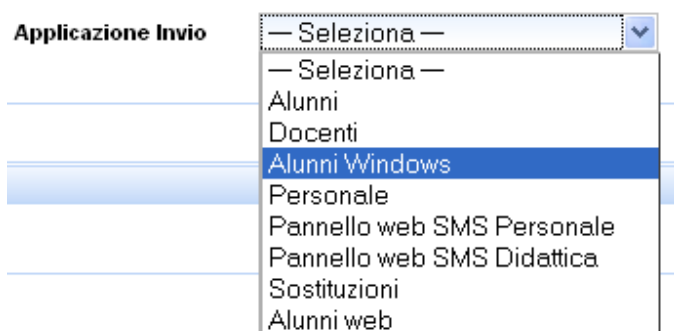 Applicazione Invio — Seleziona —
— Seleziona —
Alunni
Docenti
Alunni Windows
Personale
Pannello web SMS Personale
Pannello web SMS Didattica
Sostituzioni
Alunni web